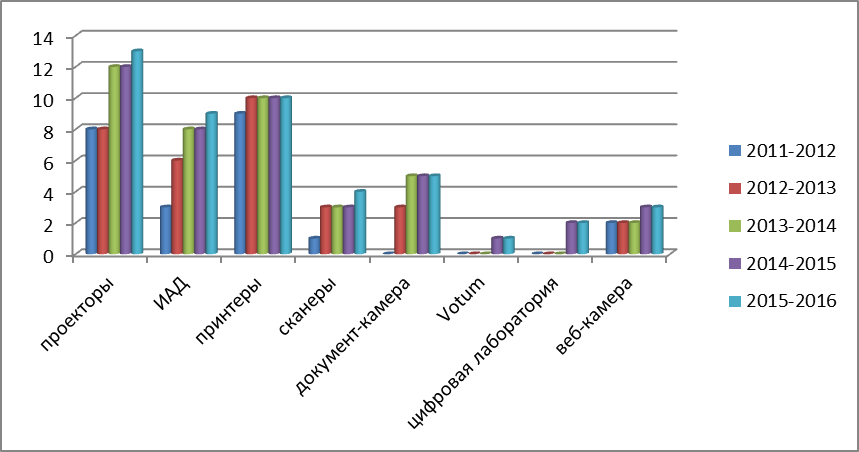 14
12
10
8
6
4
2
0
проекторы
ИАД
принтеры
сканеры
документ-камера
Votum
цифровая лаборатория
веб-камера
2011-2012
2012-2013
2013-2014
2014-2015
2015-2016